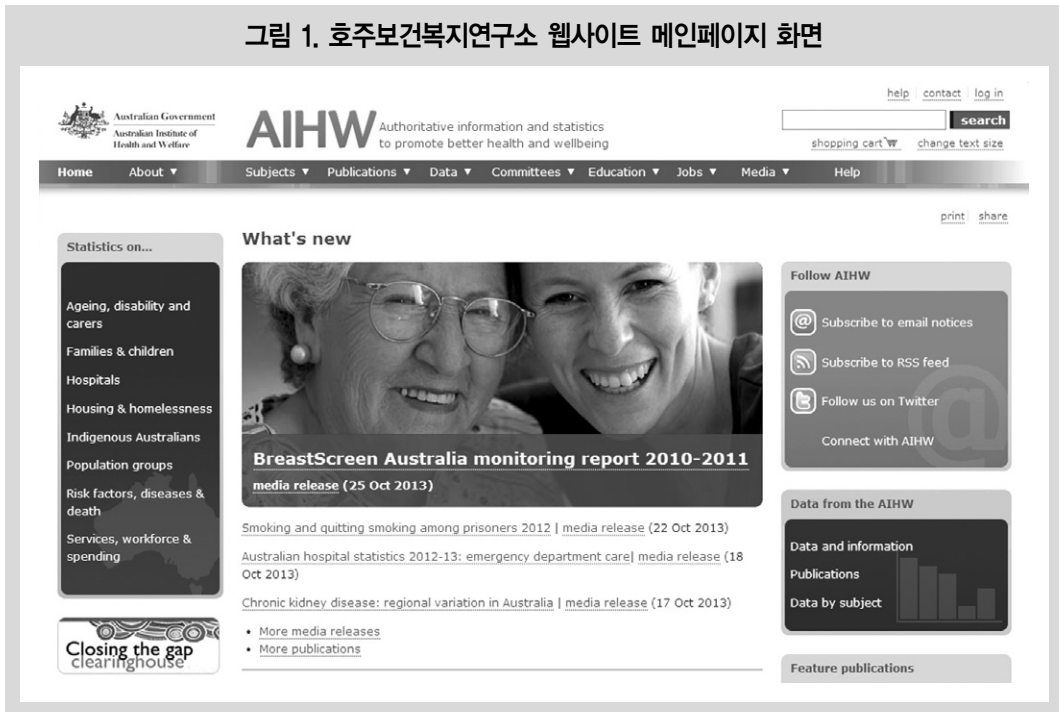 그림 1. 호주보건복지연구소 웹사이트 메인페이지 화면
help contact log in
Australian Government
Australian Institute of
Health and Welfare
AIHW
Authoritative information and statistics
to promote better health and wellbeing
search
shopping cart change text size
Home About ▼ Subjects ▼ Publications ▼ Data ▼ Committees ▼ Education ▼ Jobs ▼ Media ▼ Help
print share
Statistics on...
Ageing, disability and
carers
Families & children
Hospitals
Housing & homelessness
Indigenous Australians
Population groups
Risk factors, diseases &
death
Services, workforce &
spending
Closing the gap
clearinghouse
What's new
BreastScreen Australia monitoring report 2010-2011
media release (25 Oct 2013)
Smoking and quitting smoking among prisoners 2012 | media release (22 Oct 2013)
Australian hospital statistics 2012-13: emergency department care| media release (18
Oct 2013)
Chronic kidney disease: regional variation in Australia | media release (17 Oct 2013)
• More media releases
• More publications
Follow AIHW
@ Subscribe to email notices
Subscribe to RSS feed
Follow us on Twitter
Connect with AIHW
@
Data from the AIHW
Data and information
Publications
Data by subject
Feature publications